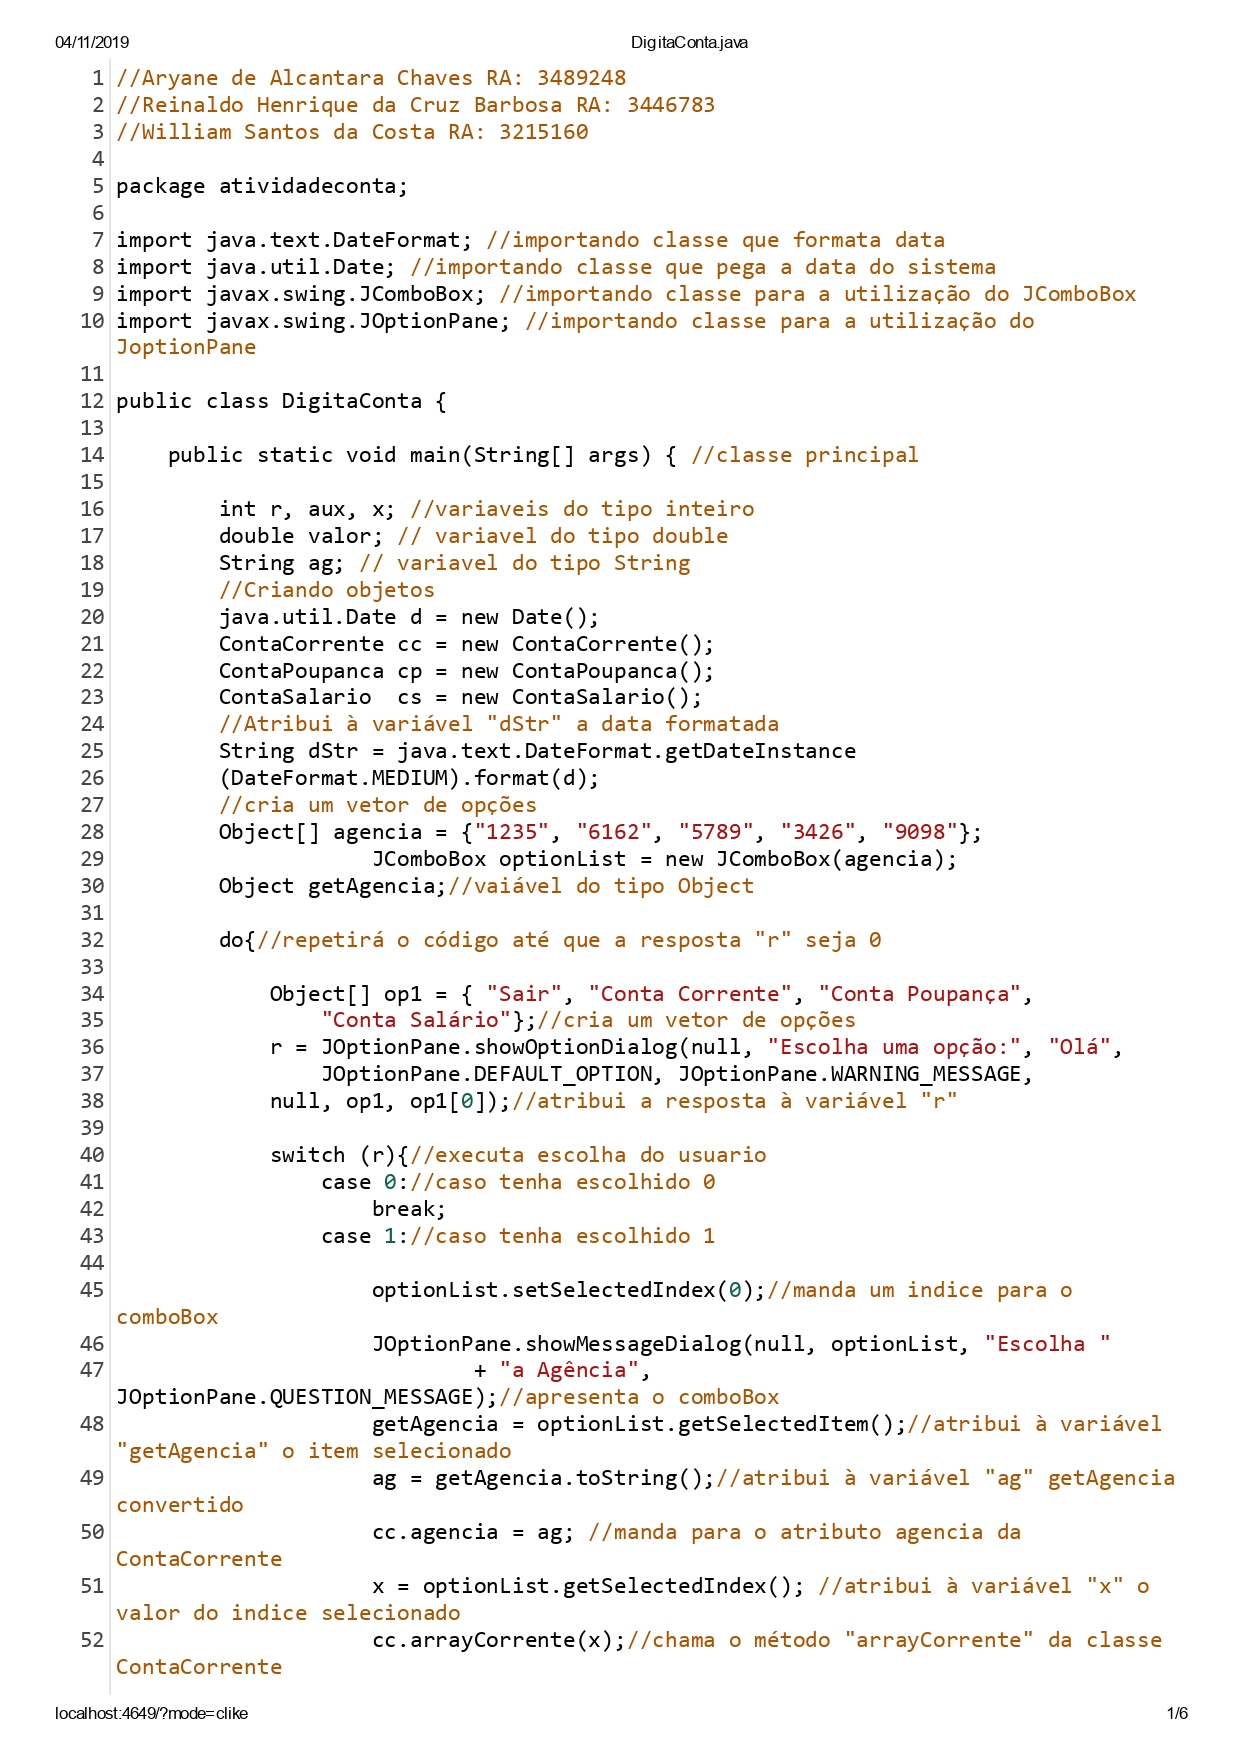 04/11/2019
DigitaConta.java
1 //Aryane de Alcantara Chaves RA: 3489248
2 //Reinaldo Henrique da Cruz Barbosa RA: 3446783
3 //William Santos da Costa RA: 3215160
4
5 package atividadeconta;
6
7 import java.text.DateFormat; //importando classe que formata data
8 import java.util.Date; //importando classe que pega a data do sistema
9 import javax.swing.JComboBox; //importando classe para a utilização do JComboBox
10 import javax.swing.JOptionPane; //importando classe para a utilização do
JoptionPane
11
12 public class DigitaConta {
13
14     public static void main(String[] args) { //classe principal
15
16         int r, aux, x; //variaveis do tipo inteiro
17         double valor; // variavel do tipo double
18         String ag; // variavel do tipo String
19         //Criando objetos
20         java.util.Date d = new Date();
21         ContaCorrente cc = new ContaCorrente();
22         ContaPoupanca cp = new ContaPoupanca();
23         ContaSalario  cs = new ContaSalario();
24         //Atribui à variável "dStr" a data formatada
25         String dStr = java.text.DateFormat.getDateInstance
26         (DateFormat.MEDIUM).format(d);
27         //cria um vetor de opções
28         Object[] agencia = {"1235", "6162", "5789", "3426", "9098"};
29                     JComboBox optionList = new JComboBox(agencia);
30         Object getAgencia;//vaiável do tipo Object
31
32         do{//repetirá o código até que a resposta "r" seja 0
33
34             Object[] op1 = { "Sair", "Conta Corrente", "Conta Poupança",
35                 "Conta Salário"};//cria um vetor de opções
36             r = JOptionPane.showOptionDialog(null, "Escolha uma opção:", "Olá",
37                 JOptionPane.DEFAULT_OPTION, JOptionPane.WARNING_MESSAGE,
38             null, op1, op1[0]);//atribui a resposta à variável "r"
39
40             switch (r){//executa escolha do usuario
41                 case 0://caso tenha escolhido 0
42                     break;
43                 case 1://caso tenha escolhido 1
44
45                     optionList.setSelectedIndex(0);//manda um indice para o
comboBox
46                     JOptionPane.showMessageDialog(null, optionList, "Escolha "
47                             + "a Agência",
JOptionPane.QUESTION_MESSAGE);//apresenta o comboBox
48                     getAgencia = optionList.getSelectedItem();//atribui à variável
"getAgencia" o item selecionado
49                     ag = getAgencia.toString();//atribui à variável "ag" getAgencia
convertido
50                     cc.agencia = ag; //manda para o atributo agencia da
ContaCorrente
51                     x = optionList.getSelectedIndex(); //atribui à variável "x" o
valor do indice selecionado
52                     cc.arrayCorrente(x);//chama o método "arrayCorrente" da classe
ContaCorrente
localhost:4649/?mode=clike
1/6